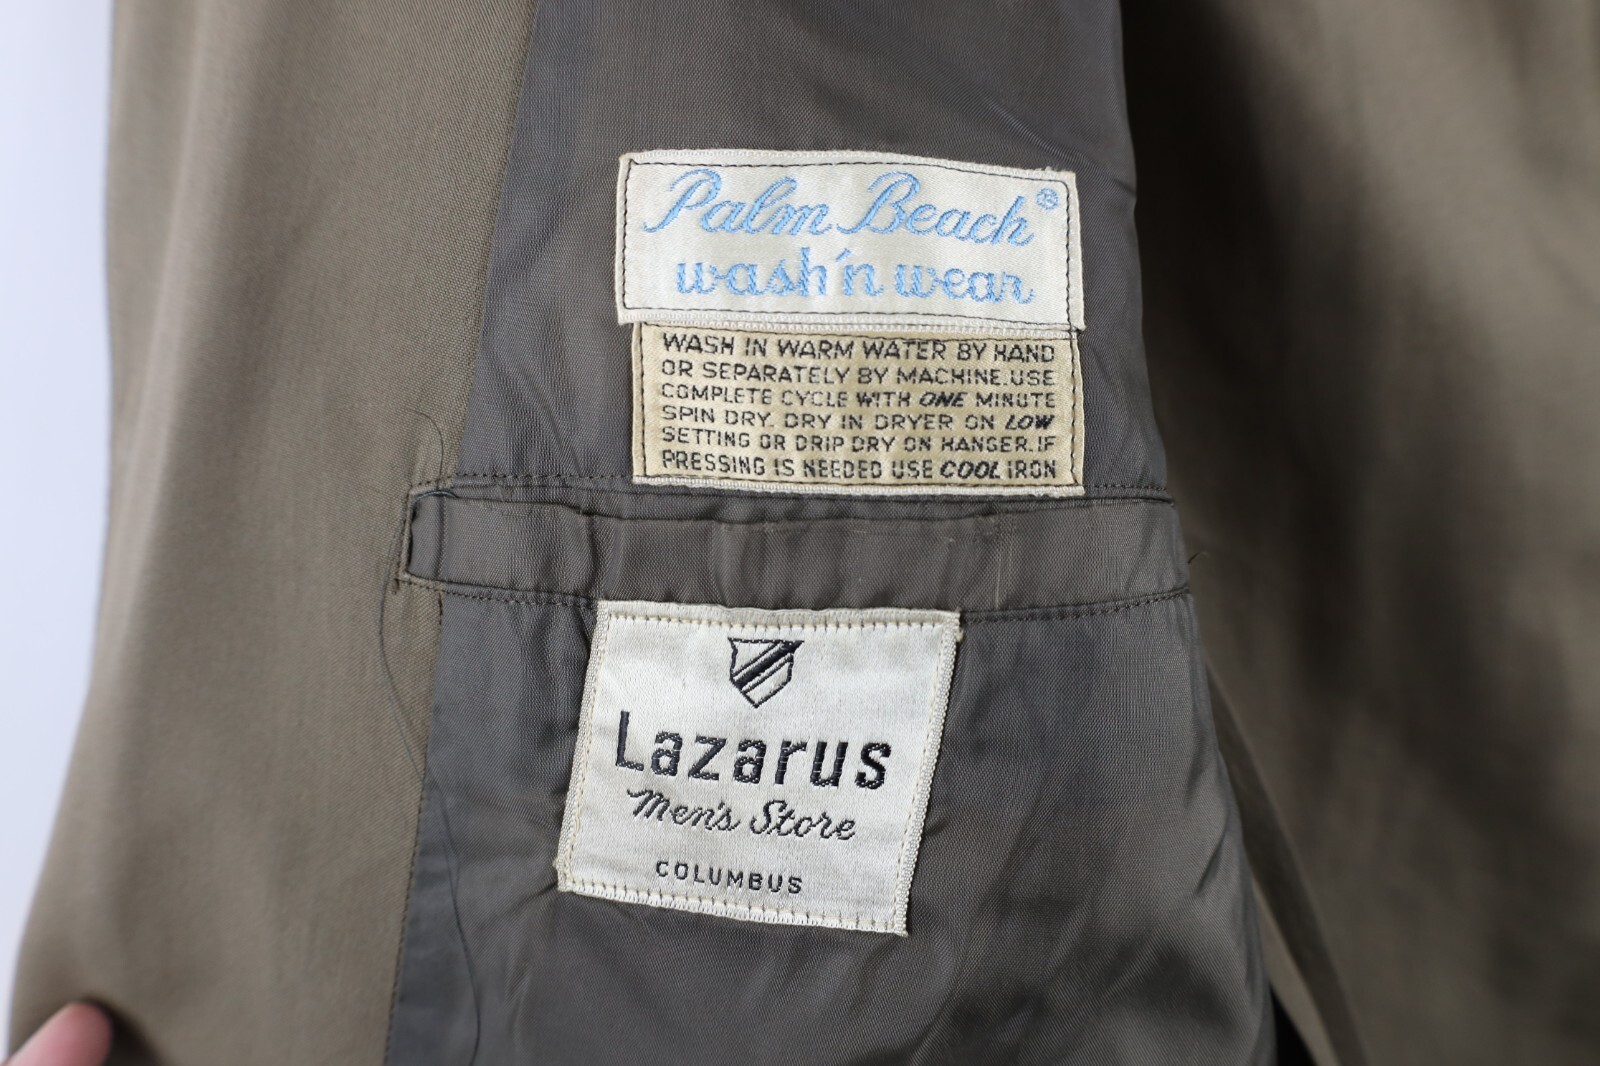 Palm Beach®
wash'n wear
WASH IN WARM WATER BY HAND
OR SEPARATELY BY MACHINE. USE
COMPLETE CYCLE WITH ONE MINUTE
SPIN DRY. DRY IN DRYER ON LOW
SETTING OR DRIP DRY ON HANGER. IF
PRESSING IS NEEDED USE COOL IRON
Lazarus
Men's Store
COLUMBUS